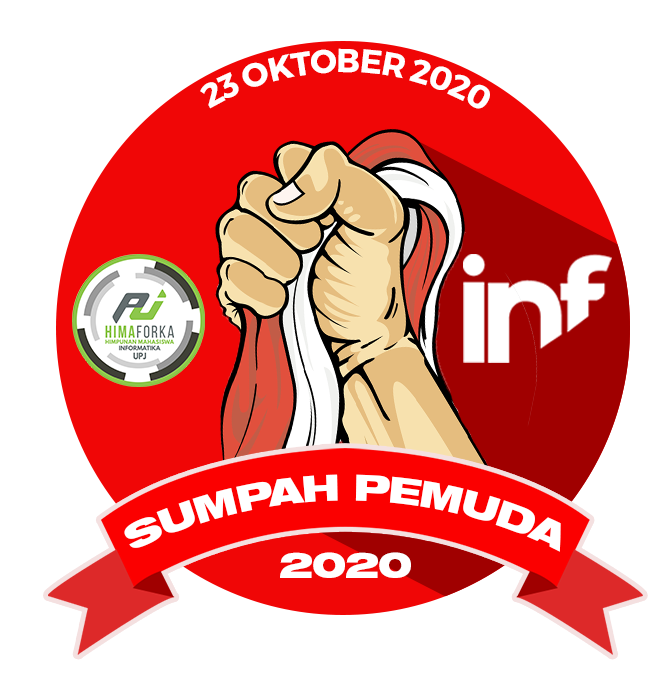 23 OKTOBER 2020
HIMAFORKA
HIMPUNAN MAHASISWA
INFORMATIKA
UPJ
inf
SUMPAH PEMUDA
2020